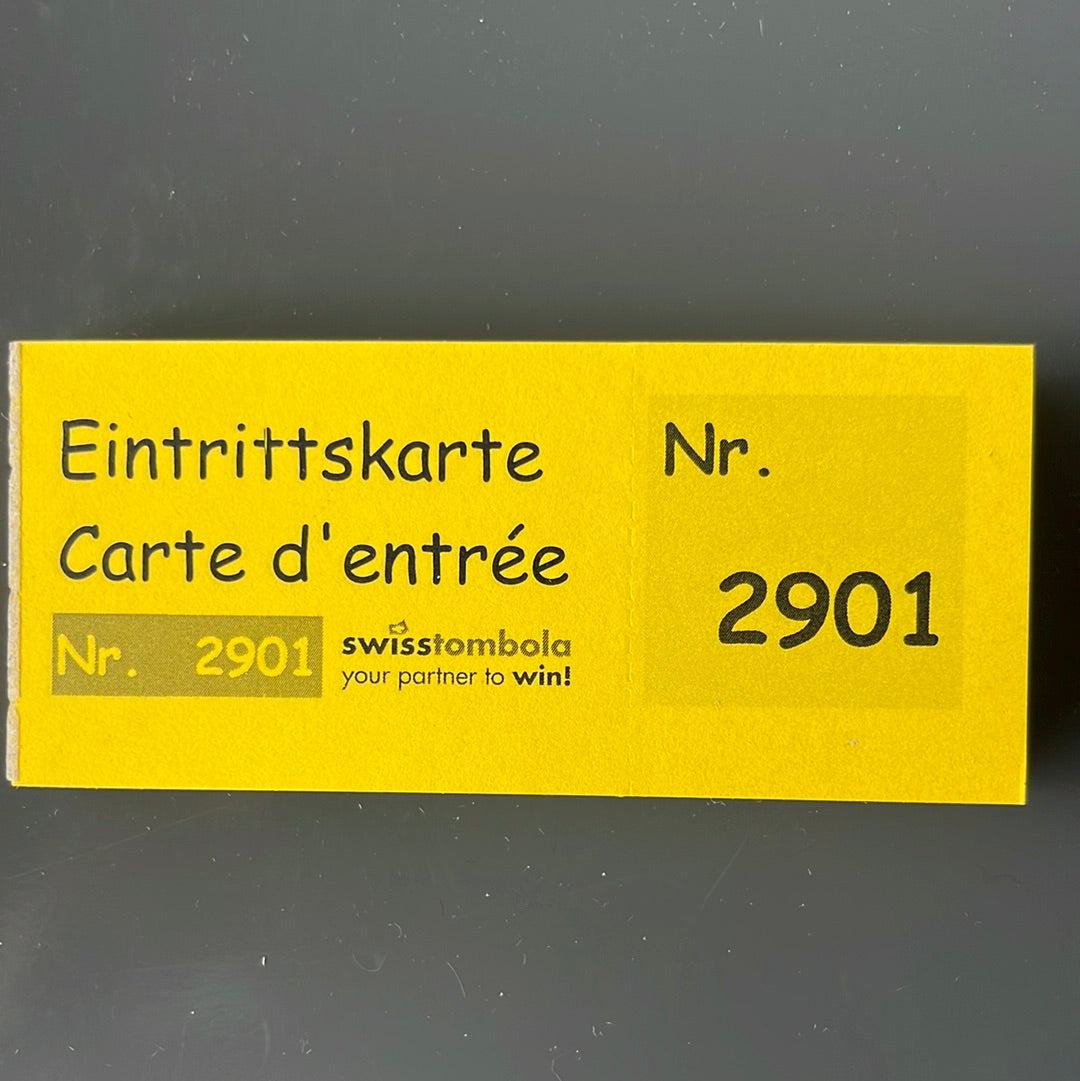 Eintrittskarte
Carte d'entrée
Nr. 2901
swisstombola
your partner to win!
Nr.
2901